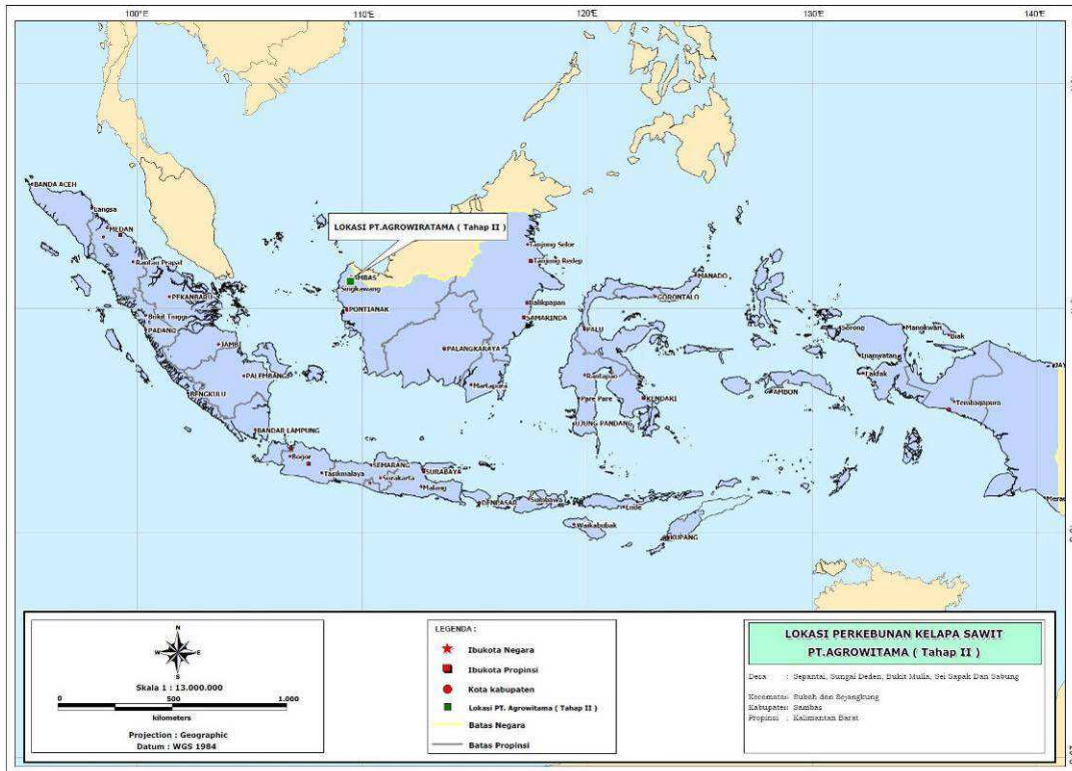 100°E 110°E 120°E 130°E 140°E
BANDA ACEH
Langsa
MEDAN
LOKASI PT.AGROWIRATAMA ( Tahap II )
Tanjung Selor
Rantau Prapat
Tanjung Redep
MANADO
Singkawang
PEKANBARU
GORONTALO
Balikpapan
Bukit Tinggi
PONTIANAK
SAMARINDA
Sorong
Manokwari
PADANG
PALU
Biak
JAMBI
PALANGKARAYA
PALEMBANG
Rantapao
Martapura
BENGKULU
Pare Pare
KENDARI
AMBON
Tembagapura
BANDAR LAMPUNG
UJUNG PANDANG
Bogor
SEMARANG
Tasikmalaya
SURABAYA
Surakarta
Malang
DENPASAR
Sumbawa
Ende
Waikabubak
KUPANG
N
W E
S
Skala 1 : 13.000.000
0 500 1.000
kilometers
Projection : Geographic
Datum : WGS 1984
LEGENDA :
Ibukota Negara
Ibukota Propinsi
Kota kabupaten
Lokasi PT. Agrowitama ( Tahap II )
Batas Negara
Batas Propinsi
LOKASI PERKEBUNAN KELAPA SAWIT
PT.AGROWITAMA ( Tahap II )
Desa : Sepantai, Sungai Deden, Bukit Mulia, Sei Sapak Dan Sabung
Kecamatan: Subah dan Sejangkung
Kabupaten: Sambas
Propinsi : Kalimantan Barat